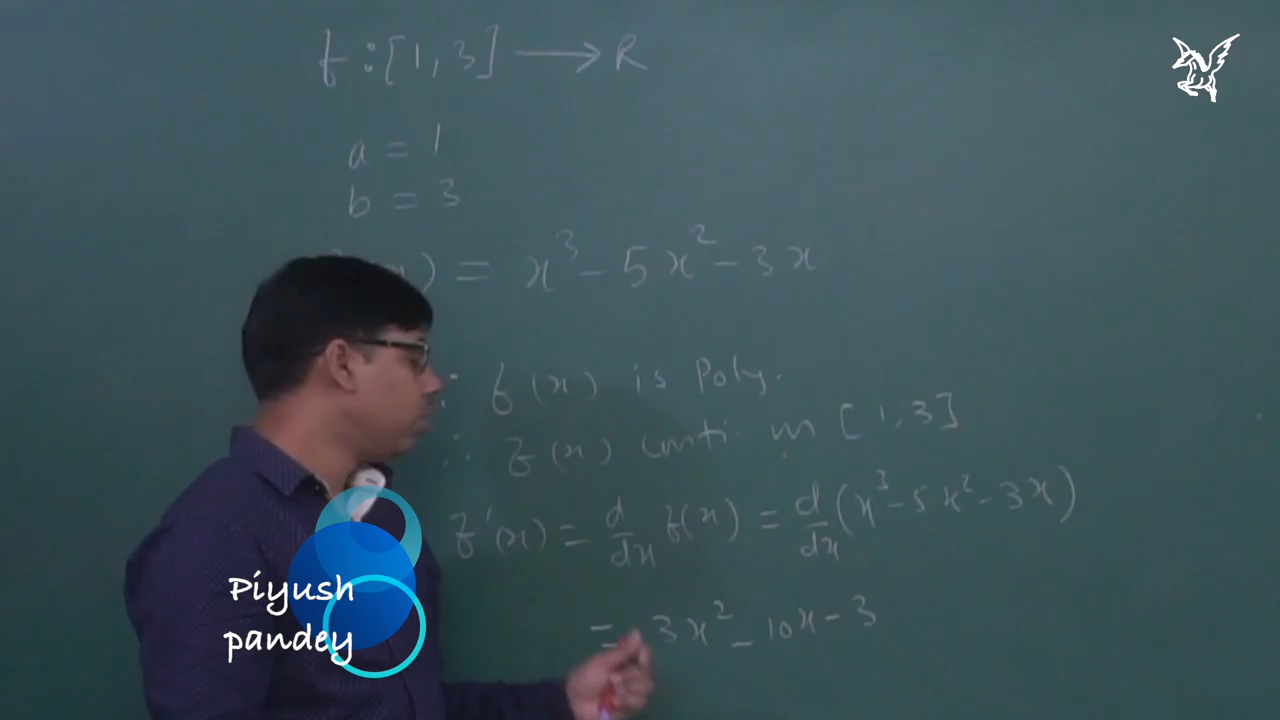 f : [1, 3] ⟶ R
a = 1
b = 3
) = x³ - 5x² - 3x
∵ f(x) is Poly.
∴ f(x) conti. in [1, 3]
f'(x) = d/dx f(x) = d/dx (x³ - 5x² - 3x)
= 3x² - 10x - 3
Piyush
pandey